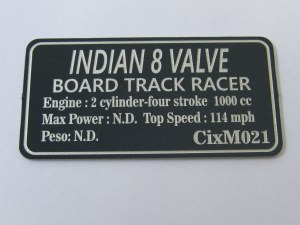 INDIAN 8 VALVE
BOARD TRACK RACER
Engine : 2 cylinder-four stroke 1000 cc
Max Power : N.D. Top Speed : 114 mph
Peso: N.D. CixM021